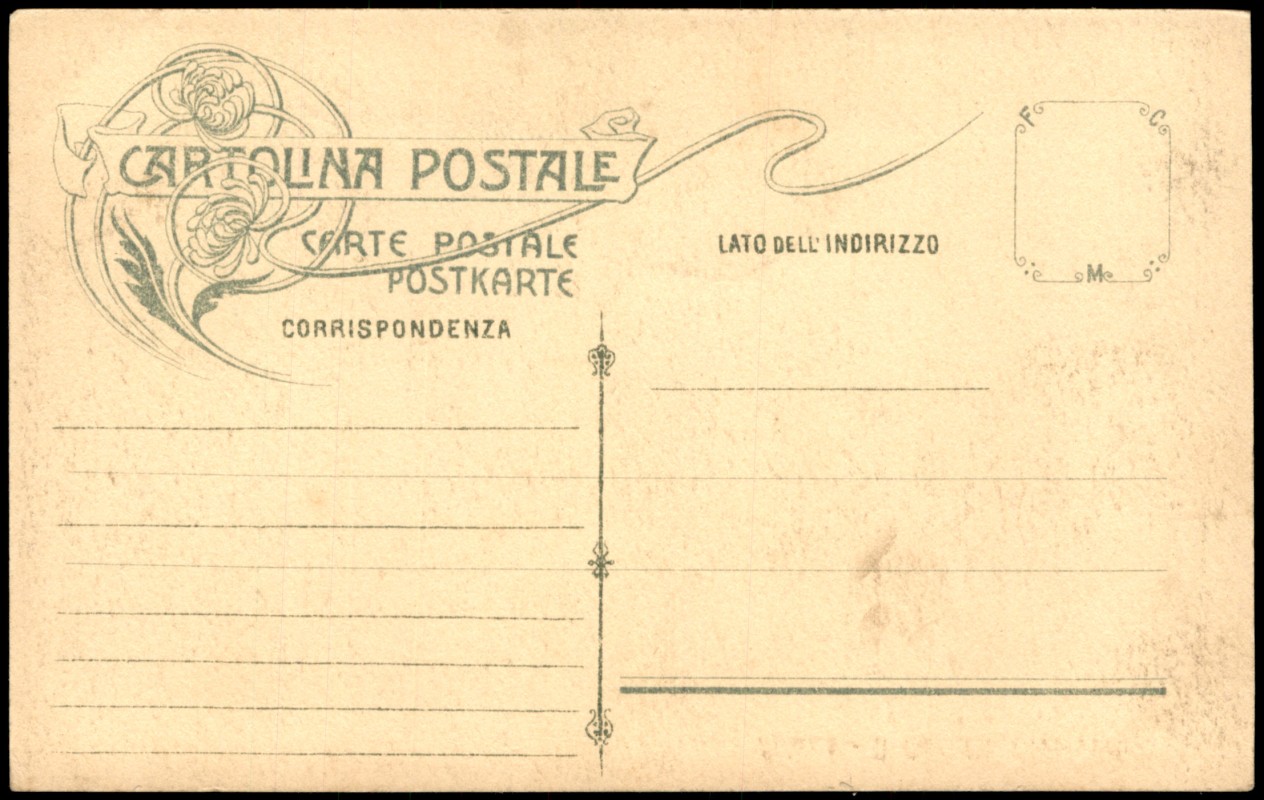 CARTOLINA POSTALE
CARTE POSTALE
POSTKARTE
CORRISPONDENZA
LATO DELL' INDIRIZZO
F C
M